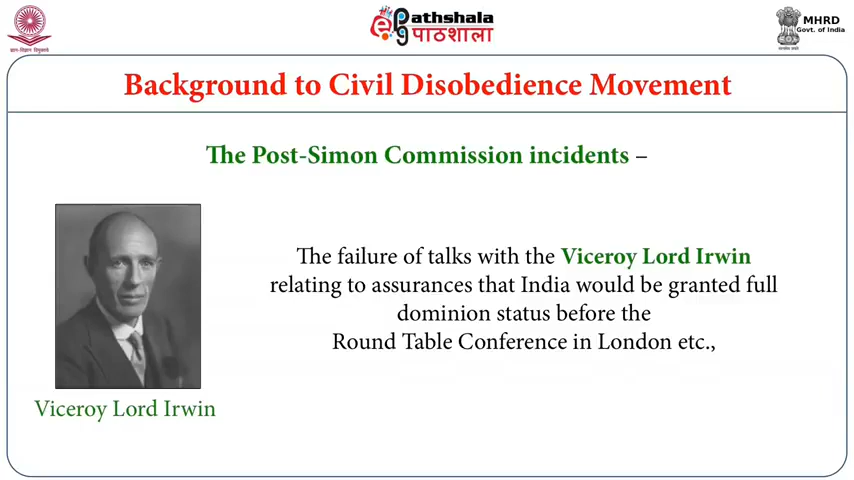 ePathshala
पाठशाला
MHRD
Govt. of India
Background to Civil Disobedience Movement
The Post-Simon Commission incidents –
The failure of talks with the Viceroy Lord Irwin
relating to assurances that India would be granted full
dominion status before the
Round Table Conference in London etc.,
Viceroy Lord Irwin